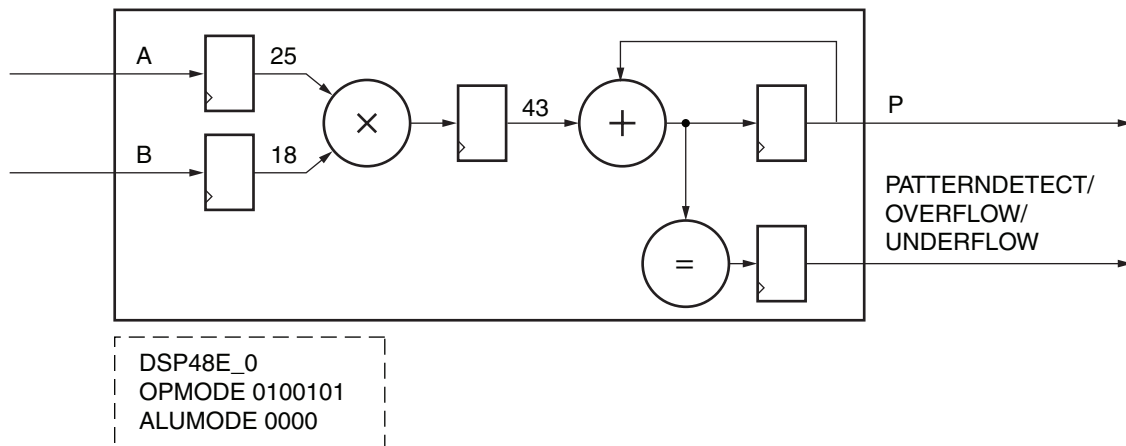 A
25
×
43
+
P
B
18
PATTERNDETECT/
OVERFLOW/
UNDERFLOW
=
DSP48E_0
OPMODE 0100101
ALUMODE 0000